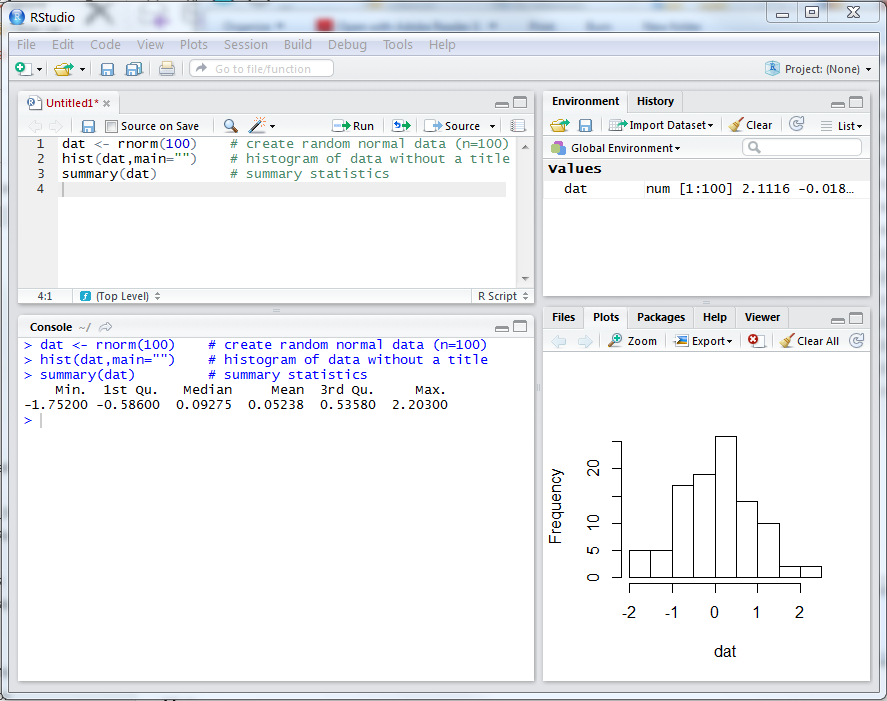 RStudio
File Edit Code View Plots Session Build Debug Tools Help
Go to file/function
Project: (None)
Untitled1*
Source on Save
Run
Source
1 dat <- rnorm(100) # create random normal data (n=100)
2 hist(dat,main="") # histogram of data without a title
3 summary(dat) # summary statistics
4
4:1 (Top Level) R Script
Console ~/
> dat <- rnorm(100) # create random normal data (n=100)
> hist(dat,main="") # histogram of data without a title
> summary(dat) # summary statistics
Min. 1st Qu. Median Mean 3rd Qu. Max.
-1.75200 -0.58600 0.09275 0.05238 0.53580 2.20300
>
Environment History
Import Dataset Clear List
Global Environment
Values
dat num [1:100] 2.1116 -0.018…
Files Plots Packages Help Viewer
Zoom Export Clear All
Frequency
20
10
5
0
-2 -1 0 1 2
dat